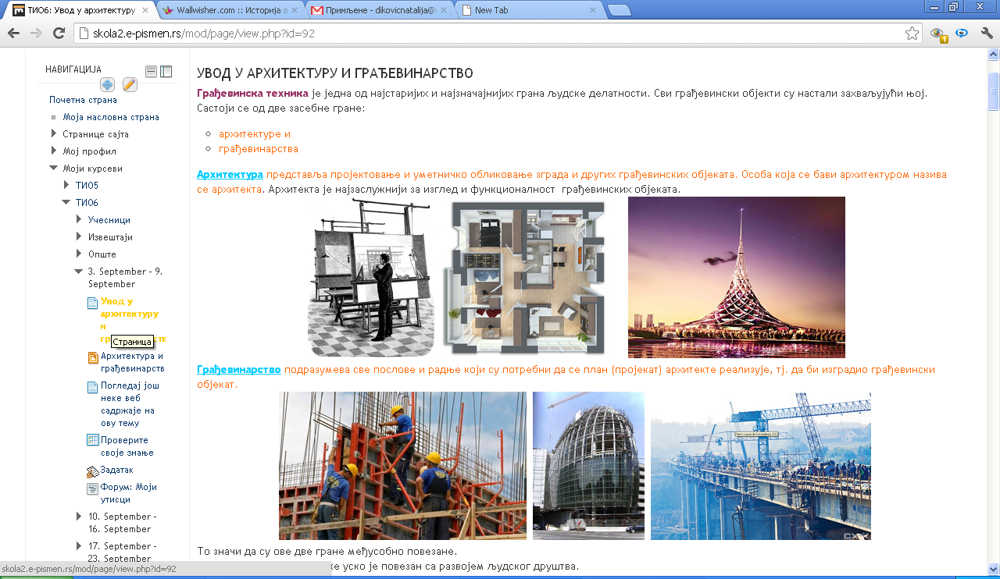 ТИО6: Увод у архитектуру
Wallwisher.com :: Историја а
Примљене - dikovicnatalija@
New Tab
skola2.e-pismen.rs/mod/page/view.php?id=92
1
НАВИГАЦИЈА
Почетна страна
Моја насловна страна
Странице сајта
Мој профил
Моји курсеви
ТИО5
ТИО6
Учесници
Извештаји
Опште
3. September - 9.
September
Увод у
архитектуру
и
Страница
Архитектура и
грађевинарств
Погледај још
неке веб
садржаје на
ову тему
Проверите
своје знање
Задатак
Форум: Моји
утисци
10. September -
16. September
17. September -
23. September
УВОД У АРХИТЕКТУРУ И ГРАЂЕВИНАРСТВО
Грађевинска техника је једна од најстаријих и најзначајнијих грана људске делатности. Сви грађевински објекти су настали захваљујући њој.
Састоји се од две засебне гране:
архитектуре и
грађевинарства
Архитектура представља пројектовање и уметничко обликовање зграда и других грађевинских објеката. Особа која се бави архитектуром назива
се архитекта. Архитекта је најзаслужнији за изглед и функционалност грађевинских објеката.
Грађевинарство подразумева све послове и радње који су потребни да се план (пројекат) архитекте реализује, тј. да би изградио грађевински
објекат.
То значи да су ове две гране међусобно повезане.
уско је повезан са развојем људског друштва.
skola2.e-pismen.rs/mod/page/view.php?id=92